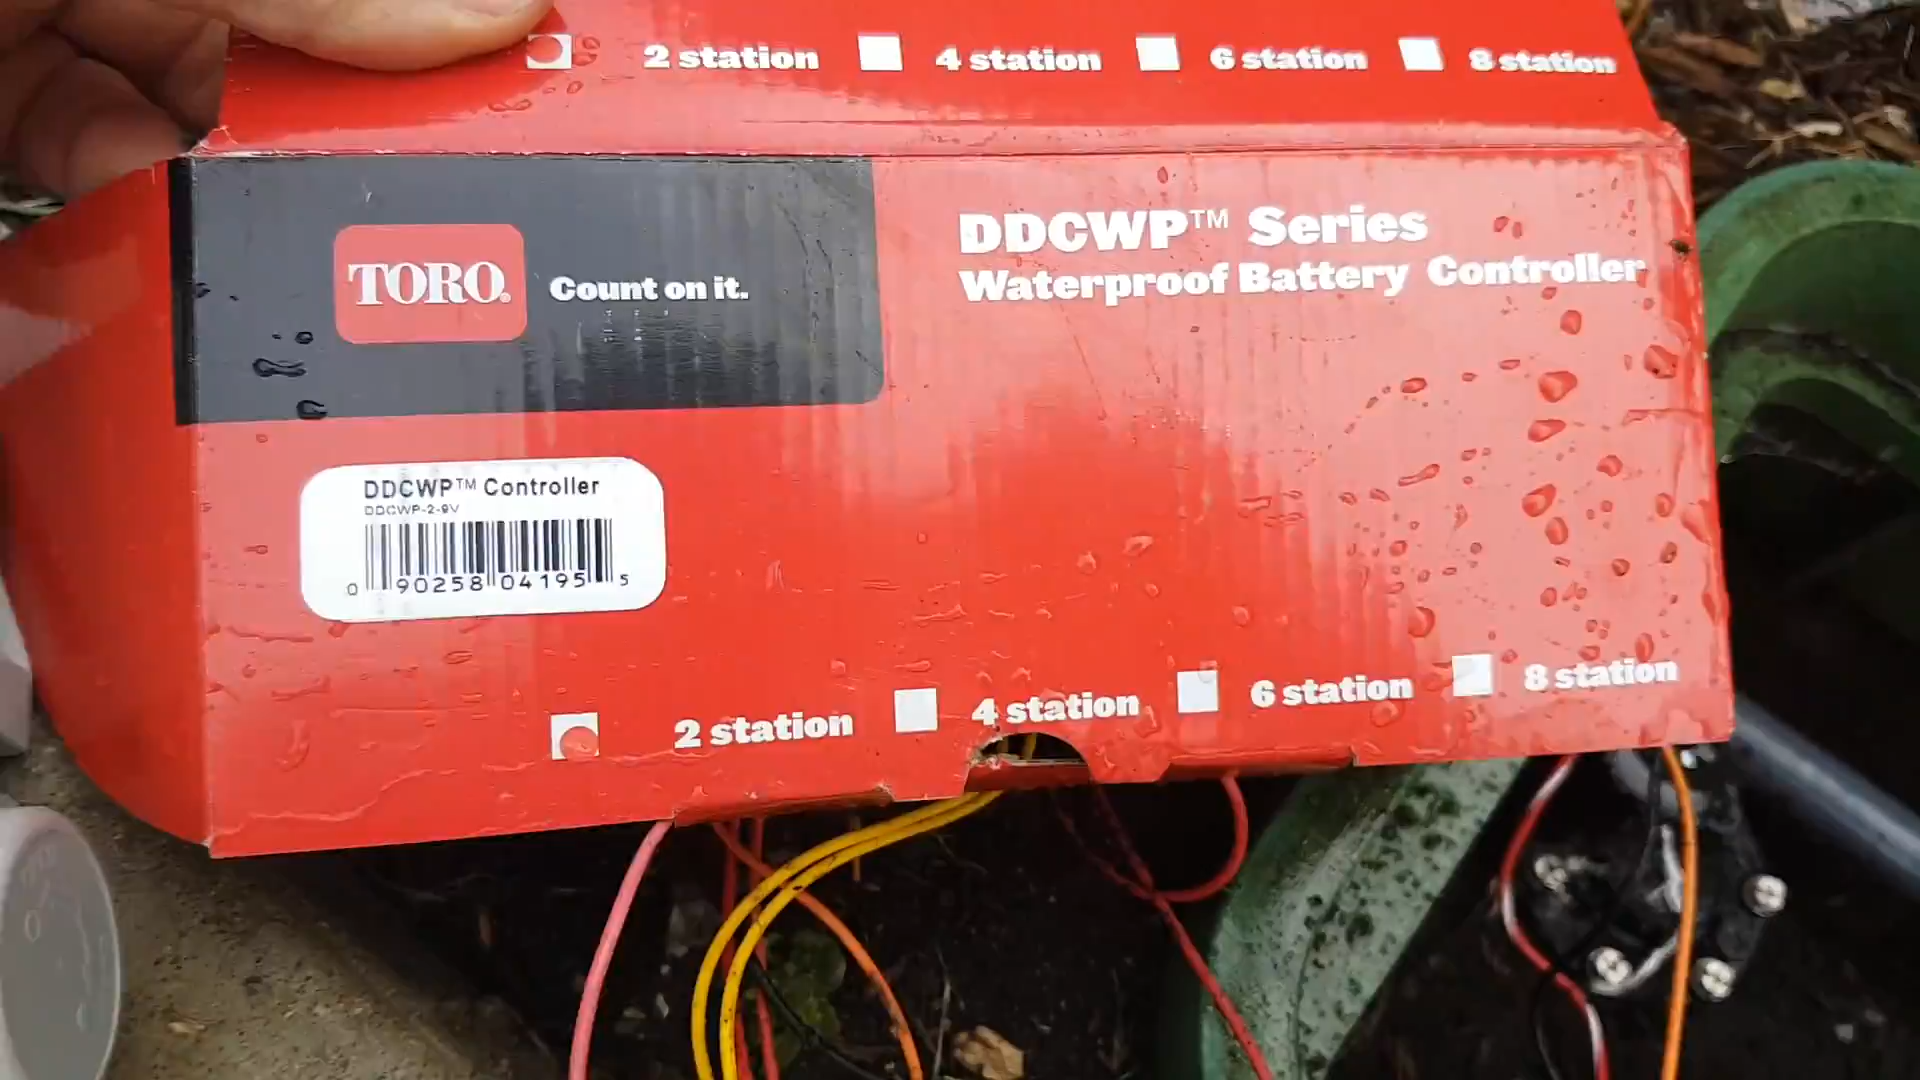 2 station 4 station 6 station 8 station
TORO. Count on it.
DDCWP™ Series
Waterproof Battery Controller
DDCWP™ Controller
DDCWP-2-9V
0 90258 04195 5
2 station 4 station 6 station 8 station